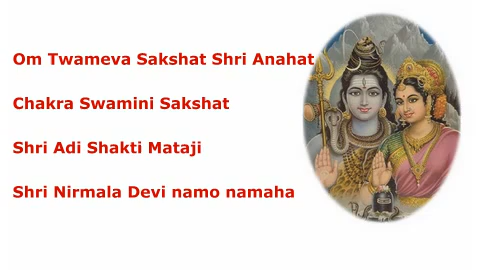 Om Twameva Sakshat Shri Anahat
Chakra Swamini Sakshat
Shri Adi Shakti Mataji
Shri Nirmala Devi namo namaha